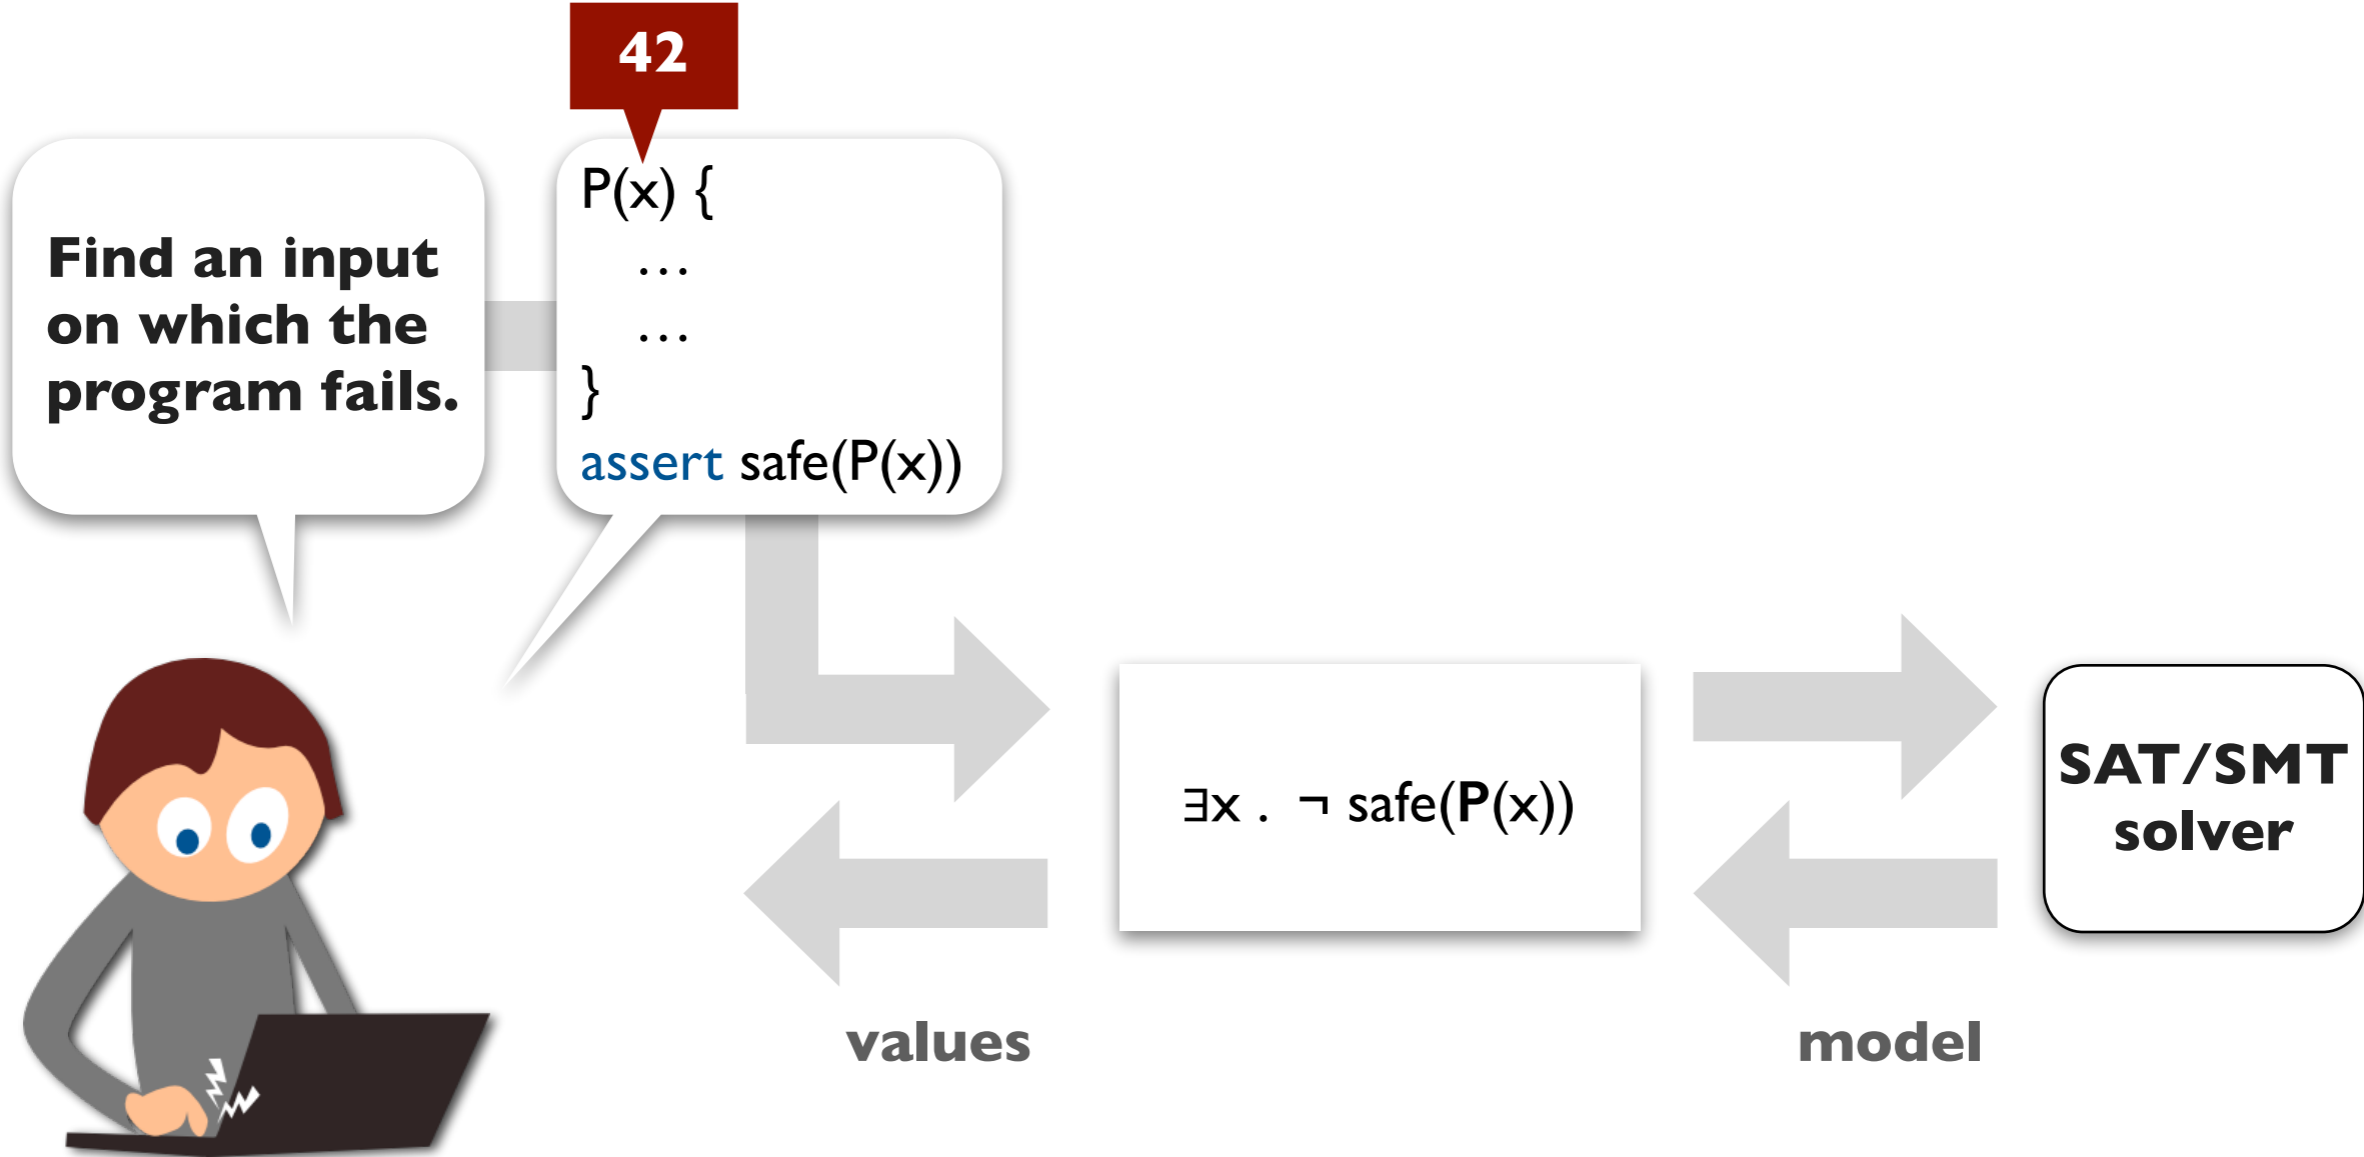 42
Find an input
on which the
program fails.
P(x) {
…
…
}
assert safe(P(x))
∃x . ¬ safe(P(x))
SAT/SMT
solver
values
model